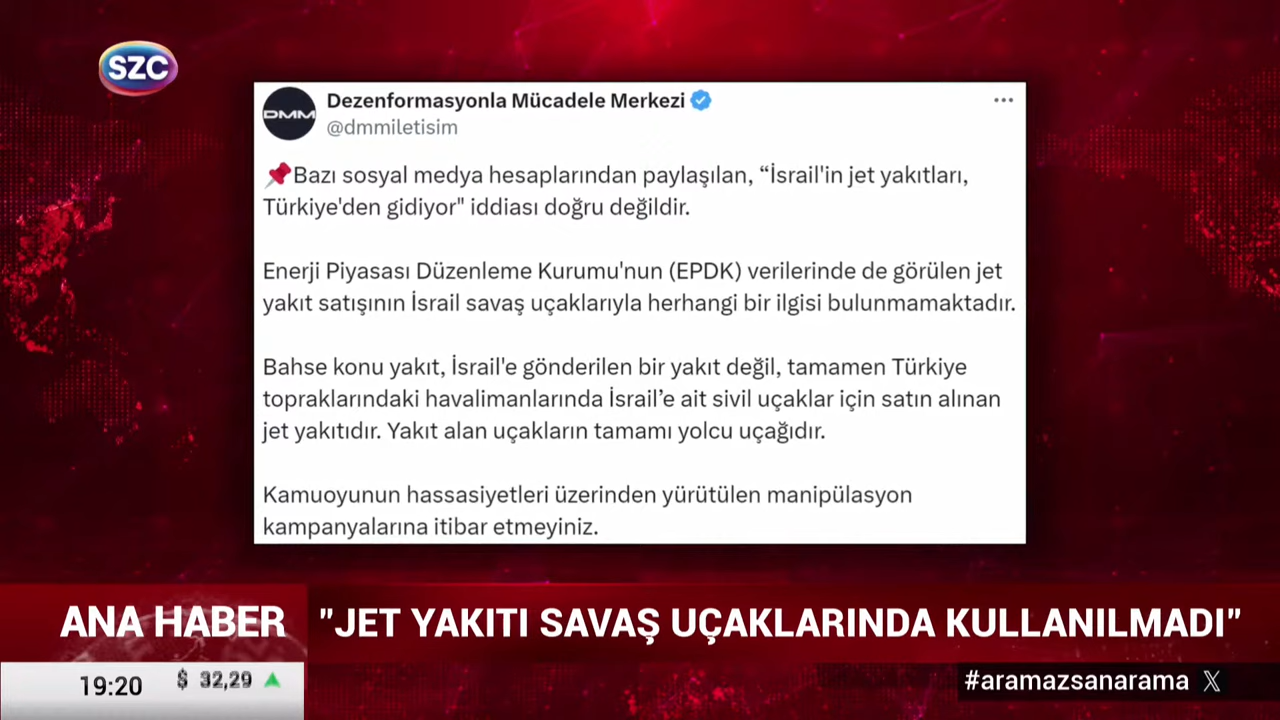 SZC
DMM
Dezenformasyonla Mücadele Merkezi
@dmmiletisim
Bazı sosyal medya hesaplarından paylaşılan, “İsrail'in jet yakıtları,
Türkiye'den gidiyor" iddiası doğru değildir.
Enerji Piyasası Düzenleme Kurumu'nun (EPDK) verilerinde de görülen jet
yakıt satışının İsrail savaş uçaklarıyla herhangi bir ilgisi bulunmamaktadır.
Bahse konu yakıt, İsrail'e gönderilen bir yakıt değil, tamamen Türkiye
topraklarındaki havalimanlarında İsrail’e ait sivil uçaklar için satın alınan
jet yakıtıdır. Yakıt alan uçakların tamamı yolcu uçağıdır.
Kamuoyunun hassasiyetleri üzerinden yürütülen manipülasyon
kampanyalarına itibar etmeyiniz.
ANA HABER
"JET YAKITI SAVAŞ UÇAKLARINDA KULLANILMADI"
19:20
$ 32,29
#aramazsanarama X